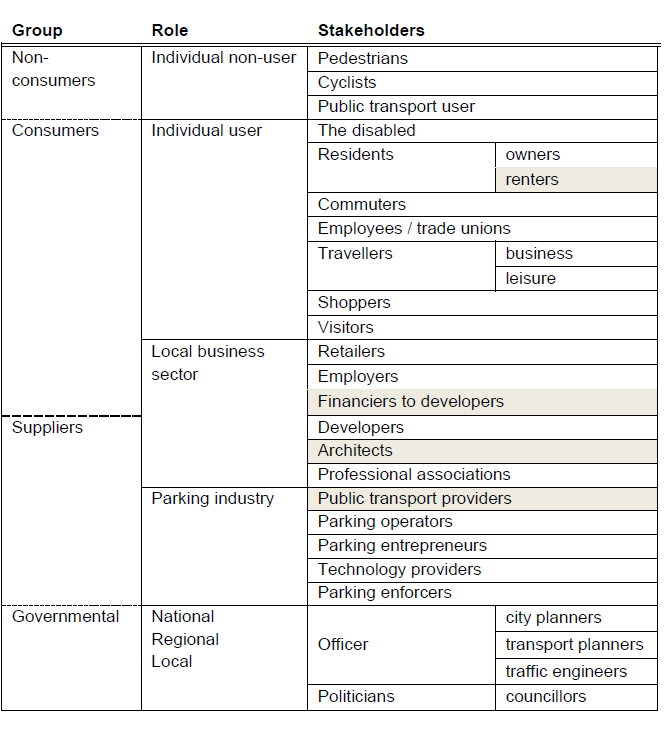 Group Role Stakeholders
Non- Individual non-user Pedestrians
consumers Cyclists
Public transport user
Consumers Individual user The disabled
Residents owners
renters
Commuters
Employees / trade unions
Travellers business
leisure
Shoppers
Visitors
Local business Retailers
sector Employers
Financiers to developers
Suppliers Developers
Architects
Professional associations
Parking industry Public transport providers
Parking operators
Parking entrepreneurs
Technology providers
Parking enforcers
Governmental National city planners
Regional
Officer transport planners
Local
traffic engineers
Politicians councillors